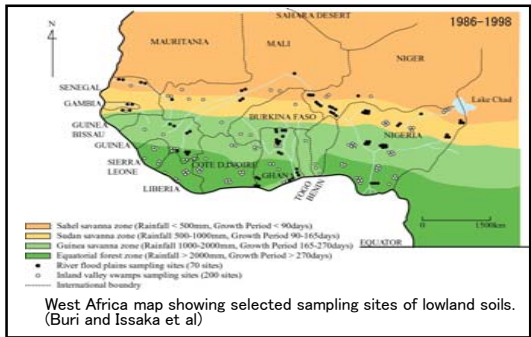 SAHARA DESERT
1986-1998
N
MAURITANIA
MALI
NIGER
SENEGAL
Lake Chad
GAMBIA
BURKINA FASO
GUINEA
BISSAU
NIGERIA
GUINEA
COTE D.IVOIRE
SIERRA
LEONE
GHANA
TOGO
BENIN
LIBERIA
0 1500km
EQUATOR
Sahel savanna zone (Rainfall < 500mm, Growth Period < 90days)
Sudan savanna zone (Rainfall 500-1000mm, Growth Period 90-165days)
Guinea savanna zone (Rainfall 1000-2000mm, Growth Period 165-270days)
Equatorial forest zone (Rainfall > 2000mm, Growth Period > 270days)
River flood plains sampling sites (70 sites)
Inland valley swamps sampling sites (200 sites)
International boundry
West Africa map showing selected sampling sites of lowland soils.
(Buri and Issaka et al)